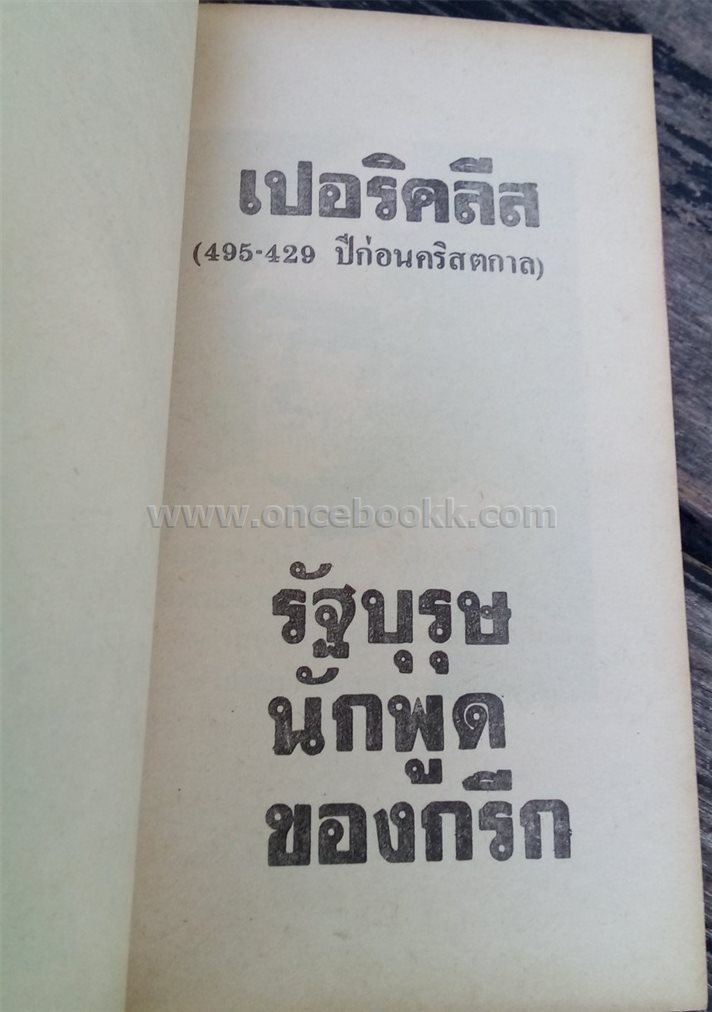 เปอริคลีส
(495-429 ปีก่อนคริสตกาล)
www.oncebookk.com
รัฐบุรุษ
นักพูด
ของกรีก